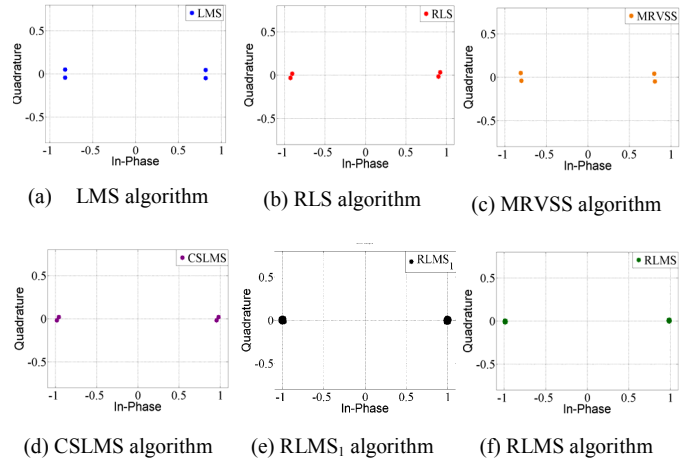 LMS
Quadrature
0.5
0
-0.5
-1
-0.5
0
0.5
1
In-Phase
(a) LMS algorithm
RLS
Quadrature
0.5
0
-0.5
-1
-0.5
0
0.5
1
In-Phase
(b) RLS algorithm
MRVSS
Quadrature
0.5
0
-0.5
-1
-0.5
0
0.5
1
In-Phase
(c) MRVSS algorithm
CSLMS
Quadrature
0.5
0
-0.5
-1
-0.5
0
0.5
1
In-Phase
(d) CSLMS algorithm
RLMS₁
Quadrature
0.5
0
-0.5
-1
-0.5
0
0.5
1
In-Phase
(e) RLMS₁ algorithm
RLMS
Quadrature
0.5
0
-0.5
-1
-0.5
0
0.5
1
In-Phase
(f) RLMS algorithm